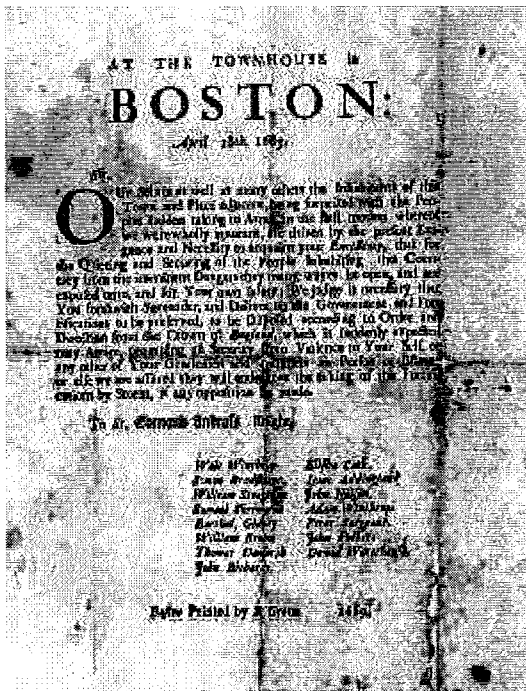 AT THE TOWNHOUSE in
BOSTON:
April 18th 1689.
SIR,
OUr Selves as well as many others the Inhabitants of this
Town and Places adjacent, being surprized with the Peo-
ples sudden taking to Arms, in the first motion whereof
we were wholly ignorant, are driven by the present
and Necessity to acquaint your Excellency, that for
the Quieting and Securing of the People Inhabiting this Coun-
try from the imminent Dangers they many wayes lie open, and are
exposed unto, and for Your own Safety; We judge it necessary that
You forthwith Surrender, and Deliver up the Government and Forti-
fications to be preserved, to be Disposed according to Order and
Direction from the Crown of England, which is suddenly expected
may Arrive, Promising all Security from Violence to Your Self, or
any other of Your Gentlemen and Souldiers in Person or Estate:
or else we are assured they will endeavour the taking of the Forti-
fications by Storm, if any opposition be made.
To Sr. Edmond Andross Knight.
Wait Winthrop Elisha Cook.
Simon Bradstreet. Isaac Addington
William Stoughton John Nelson.
Samuel Shrimpton Adam Winthrop.
Barthol. Gidney Peter Sergeant.
William Brown John Foster.
Thomas Danforth David Waterhouse.
John Richards.
Boston Printed by S. Green. 1689.